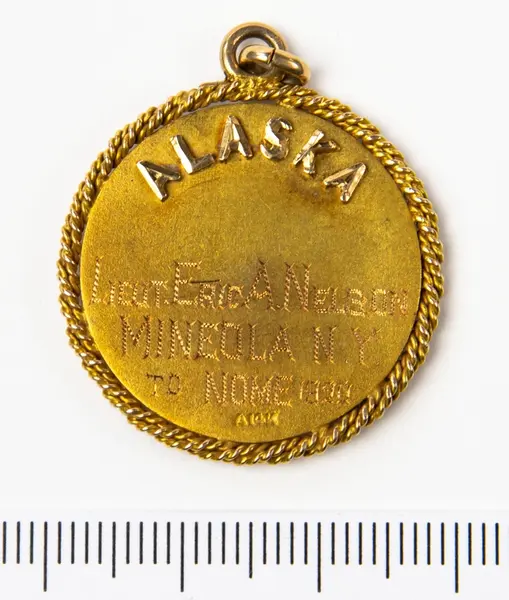 ALASKA
LIEUT. ERIC A. NELSON
MINEOLA N.Y
TO NOME 1920